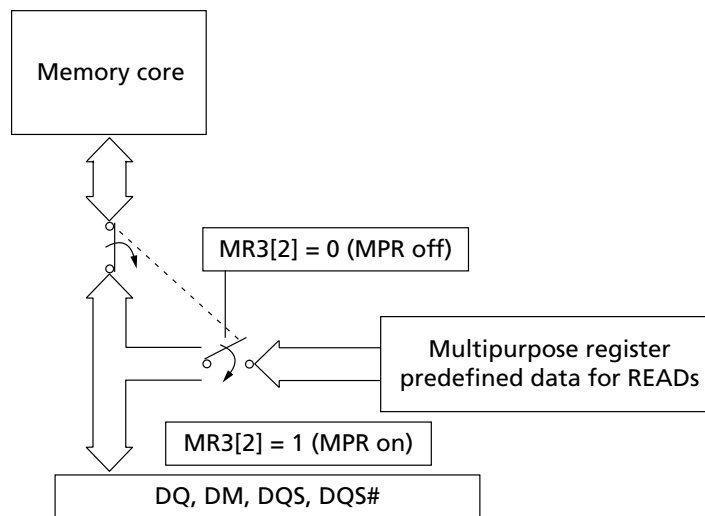 Memory core
MR3[2] = 0 (MPR off)
Multipurpose register
predefined data for READs
MR3[2] = 1 (MPR on)
DQ, DM, DQS, DQS#